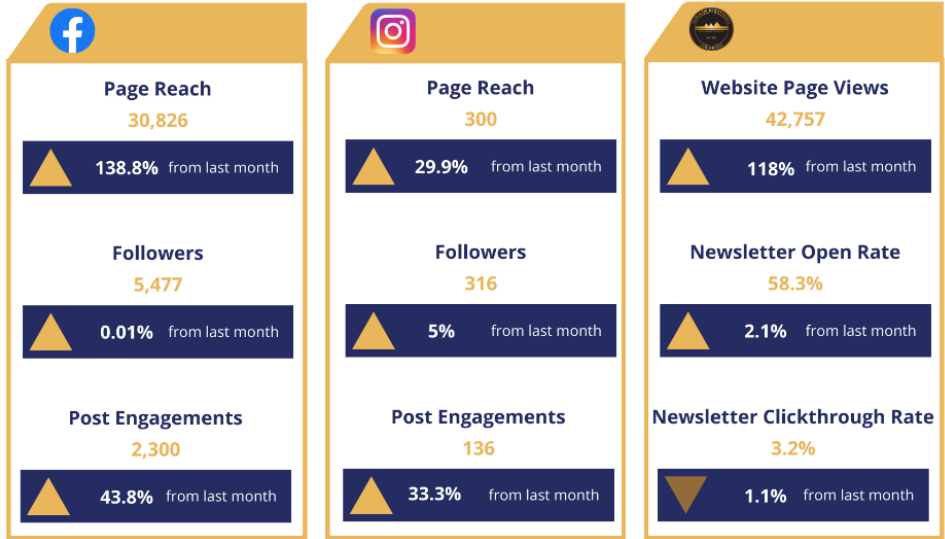 Page Reach
30,826
138.8% from last month
Followers
5,477
0.01% from last month
Post Engagements
2,300
43.8% from last month
Page Reach
300
29.9% from last month
Followers
316
5% from last month
Post Engagements
136
33.3% from last month
Website Page Views
42,757
118% from last month
Newsletter Open Rate
58.3%
2.1% from last month
Newsletter Clickthrough Rate
3.2%
1.1% from last month